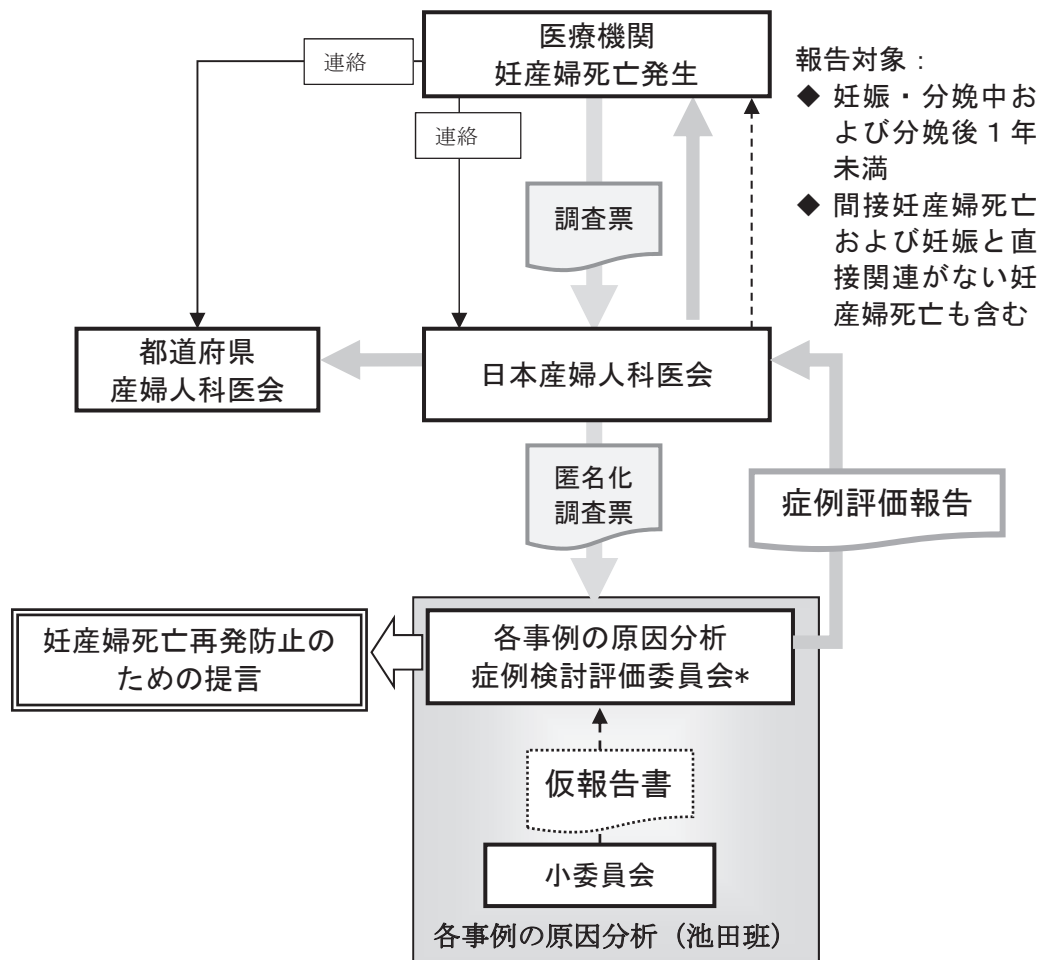 医療機関
妊産婦死亡発生
連絡
連絡
報告対象：
◆ 妊娠・分娩中お
よび分娩後１年
未満
◆ 間接妊産婦死亡
および妊娠と直
接関連がない妊
産婦死亡も含む
調査票
都道府県
産婦人科医会
日本産婦人科医会
匿名化
調査票
症例評価報告
妊産婦死亡再発防止の
ための提言
各事例の原因分析
症例検討評価委員会*
仮報告書
小委員会
各事例の原因分析（池田班）